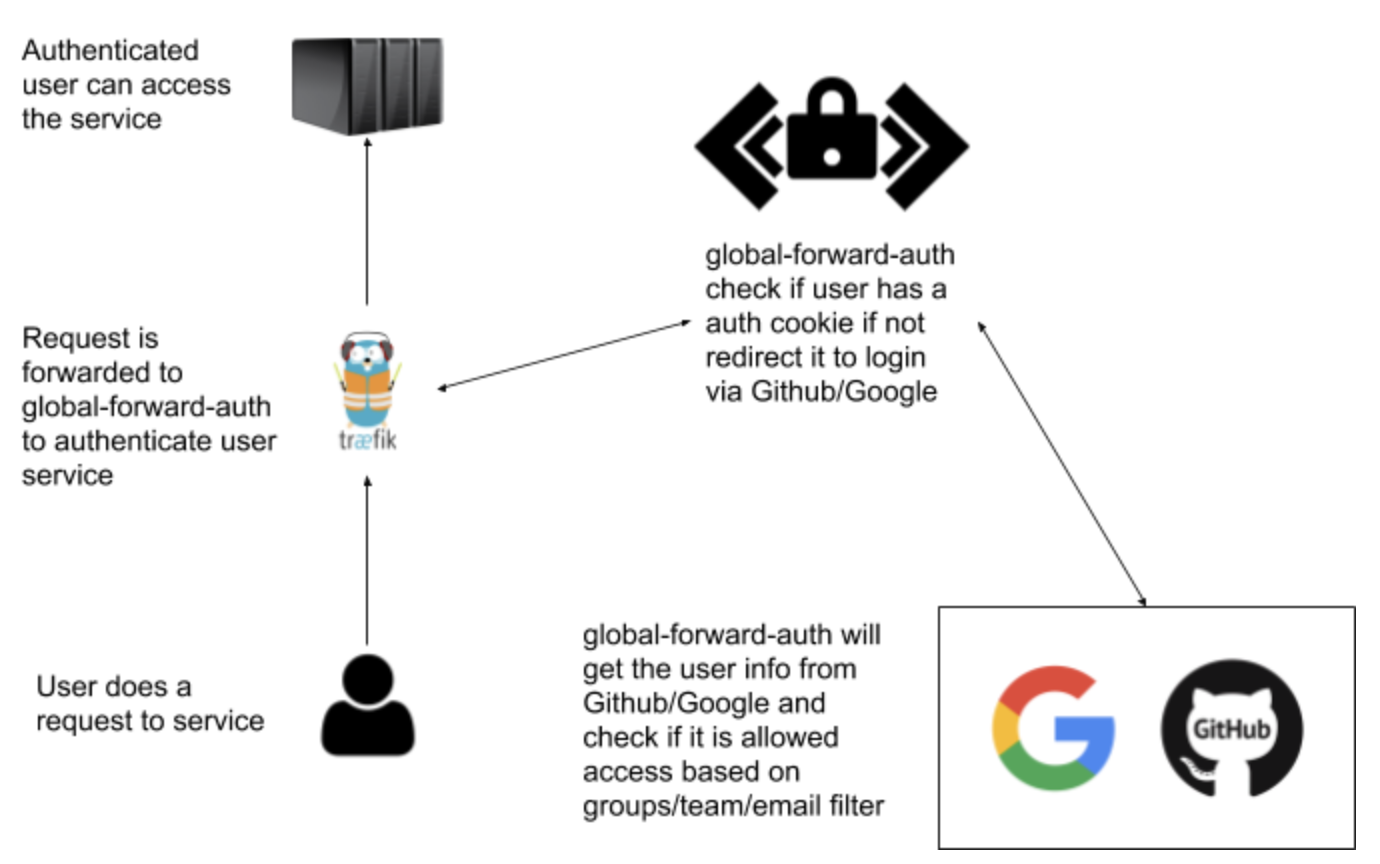 Authenticated
user can access
the service
global-forward-auth
check if user has a
auth cookie if not
redirect it to login
via Github/Google
Request is
forwarded to
global-forward-auth
to authenticate user
service
træfik
User does a
request to service
global-forward-auth will
get the user info from
Github/Google and
check if it is allowed
access based on
groups/team/email filter
GitHub